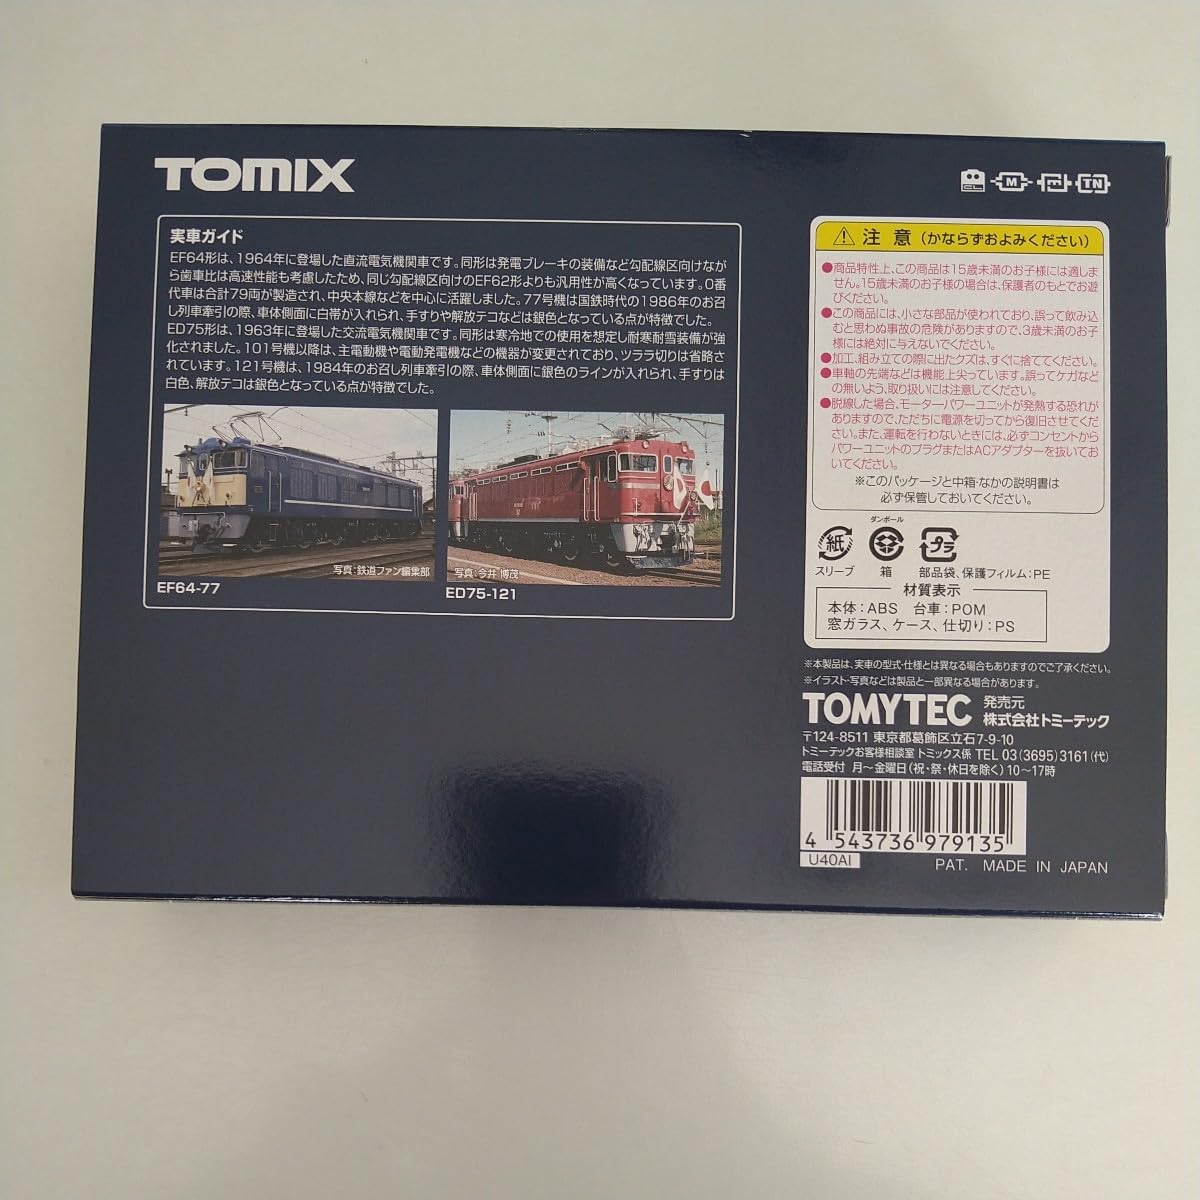 TOMIX
CL M E TN
実車ガイド
EF64形は、1964年に登場した直流電気機関車です。同形は発電ブレーキの装備など勾配線区向けなが
ら歯車比は高速性能も考慮したため、同じ勾配線区向けのEF62形よりも汎用性が高くなっています。0番
代車は合計79両が製造され、中央本線などを中心に活躍しました。77号機は国鉄時代の1986年のお召
し列車牽引の際、車体側面に白帯が入れられ、手すりや解放テコなどは銀色となっている点が特徴でした。
ED75形は、1963年に登場した交流電気機関車です。同形は寒冷地での使用を想定し耐寒耐雪装備が強
化されました。101号機以降は、主電動機や電動発電機などの機器が変更されており、ツララ切りは省略さ
れています。121号機は、1984年のお召し列車牽引の際、車体側面に銀色のラインが入れられ、手すりは
白色、解放テコは銀色となっている点が特徴でした。
写真:鉄道ファン編集部
EF64-77
写真:今井 博茂
ED75-121
注 意 (かならずおよみください)
●商品特性上、この商品は15歳未満のお子様には適しま
せん。15歳未満のお子様の場合は、保護者のもとでお遊
びください。
●この商品には、小さな部品が使われており、誤って飲み込
むと思わぬ事故の危険がありますので、3歳未満のお子
様には絶対に与えないでください。
●加工、組み立ての際に出たクズは、すぐに捨ててください。
●車軸の先端などは機能上尖っています。誤ってケガなど
の無いよう、取り扱いには注意してください。
●脱線した場合、モーターパワーユニットが発熱する恐れが
ありますので、ただちに電源を切ってから復旧させてくだ
さい。また、運転を行わないときには、必ずコンセントから
パワーユニットのプラグまたはACアダプターを抜いてお
いてください。
※このパッケージと中箱・なかの説明書は
必ず保管しておいてください。
ダンボール
紙 プラ
スリーブ 箱 部品袋、保護フィルム:PE
材質表示
本体:ABS 台車:POM
窓ガラス、ケース、仕切り:PS
※本製品は、実車の型式・仕様とは異なる場合もありますのでご了承ください。
※イラスト・写真などは製品と一部異なる場合があります。
TOMYTEC 発売元
株式会社トミーテック
〒124-8511 東京都葛飾区立石7-9-10
トミーテックお客様相談室 トミックス係 TEL 03(3695)3161(代)
電話受付 月～金曜日(祝・祭・休日を除く)10～17時
4 543736 979135
U40AI
PAT. MADE IN JAPAN